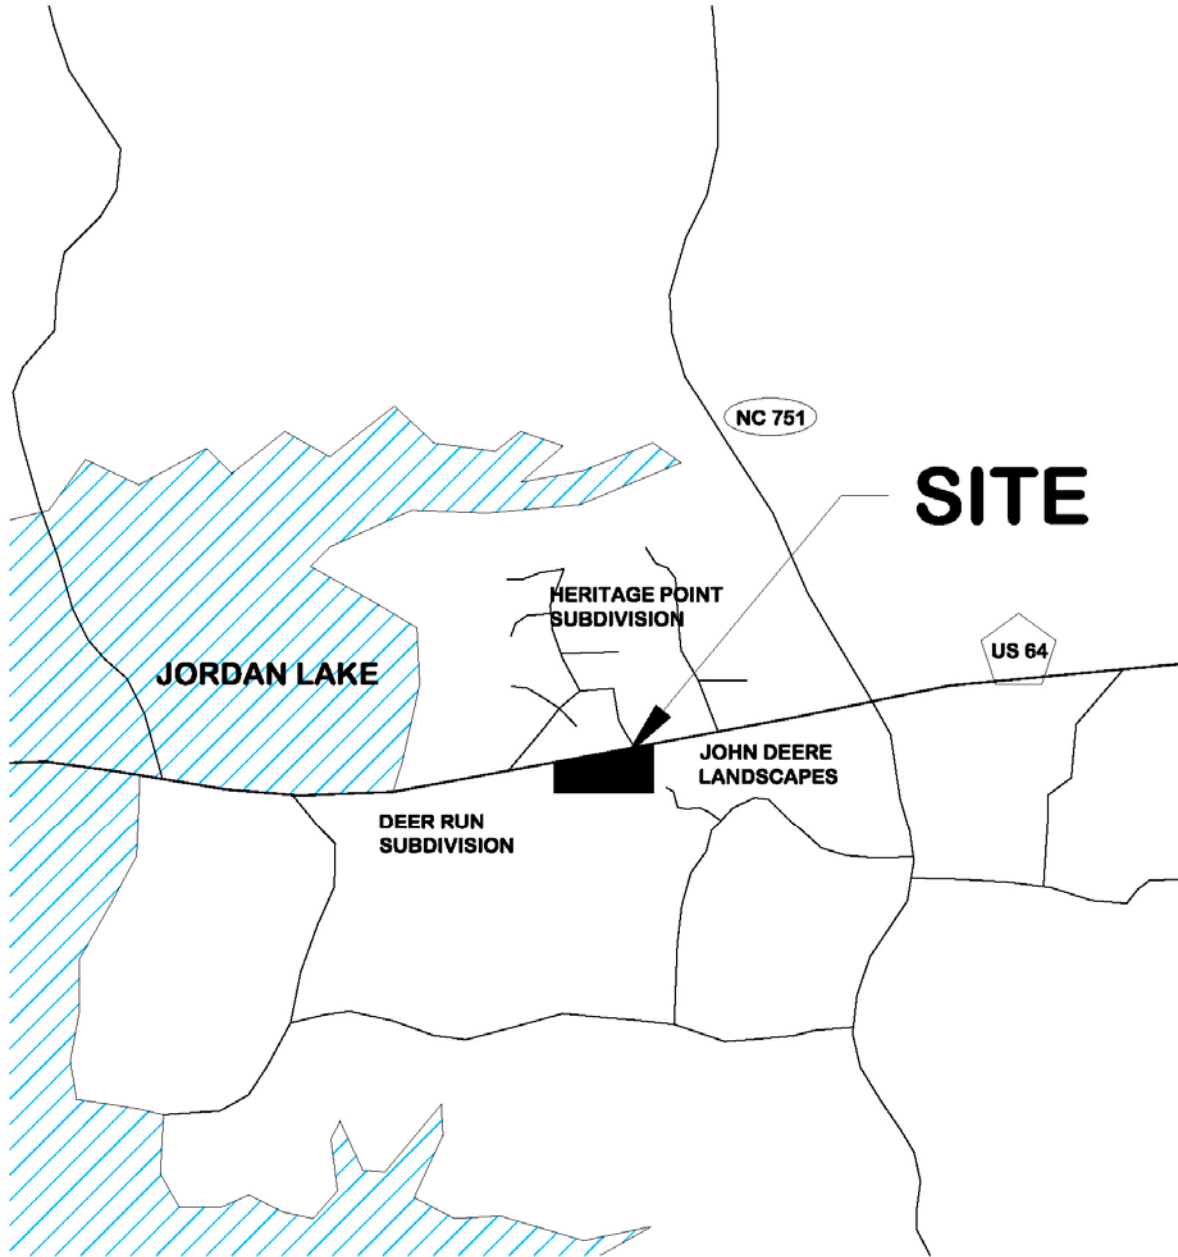 NC 751
SITE
HERITAGE POINT
SUBDIVISION
US 64
JORDAN LAKE
JOHN DEERE
LANDSCAPES
DEER RUN
SUBDIVISION